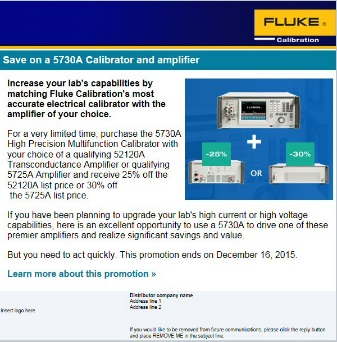 FLUKE®
Calibration
Save on a 5730A Calibrator and amplifier
Increase your lab's capabilities by
matching Fluke Calibration's most
accurate electrical calibrator with the
amplifier of your choice.
For a very limited time, purchase the 5730A
High Precision Multifunction Calibrator with
your choice of a qualifying 52120A
Transconductance Amplifier or qualifying
5725A Amplifier and receive 25% off the
52120A list price or 30% off
the 5725A list price.
+
-25%
OR
-30%
If you have been planning to upgrade your lab's high current or high voltage
capabilities, here is an excellent opportunity to use a 5730A to drive one of these
premier amplifiers and realize significant savings and value.
But you need to act quickly. This promotion ends on December 16, 2015.
Learn more about this promotion »
Insert logo here
Distributor company name
Address line 1
Address line 2
If you would like to be removed from future communications, please click the reply button
and place REMOVE ME in the subject line.